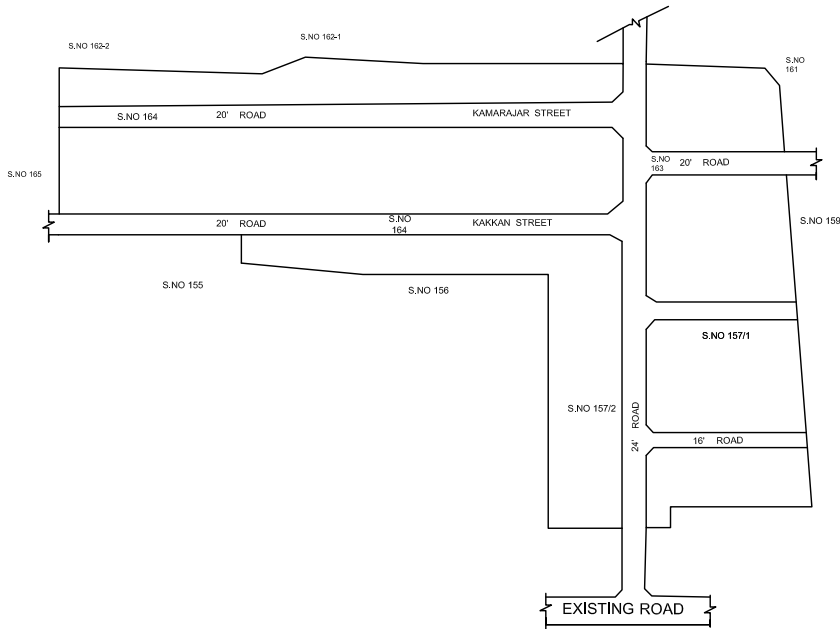 S.NO 162-2
S.NO 162-1
S.NO
161
S.NO 164
20' ROAD
KAMARAJAR STREET
S.NO
163
20' ROAD
S.NO 165
20' ROAD
S.NO
164
KAKKAN STREET
S.NO 159
S.NO 155
S.NO 156
S.NO 157/1
S.NO 157/2
24' ROAD
16' ROAD
EXISTING ROAD